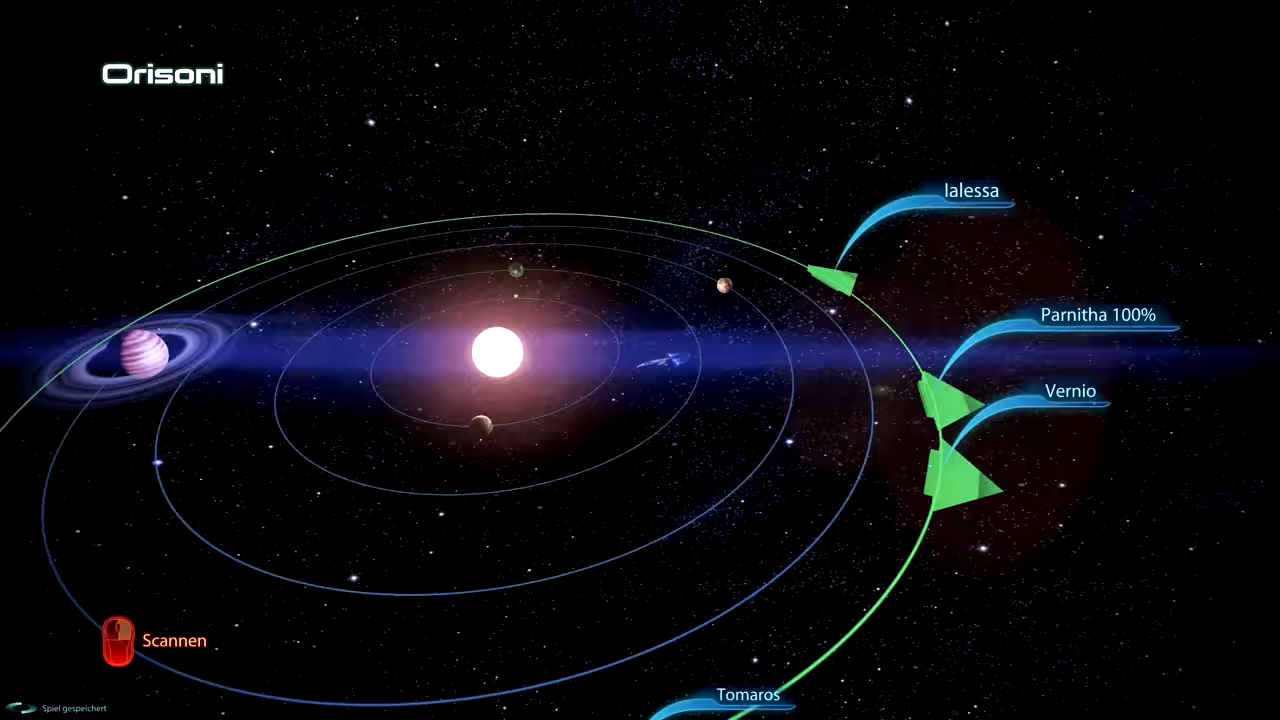 Orisoni
Ialessa
Parnitha 100%
Vernio
Scannen
Tomaros
Spiel gespeichert